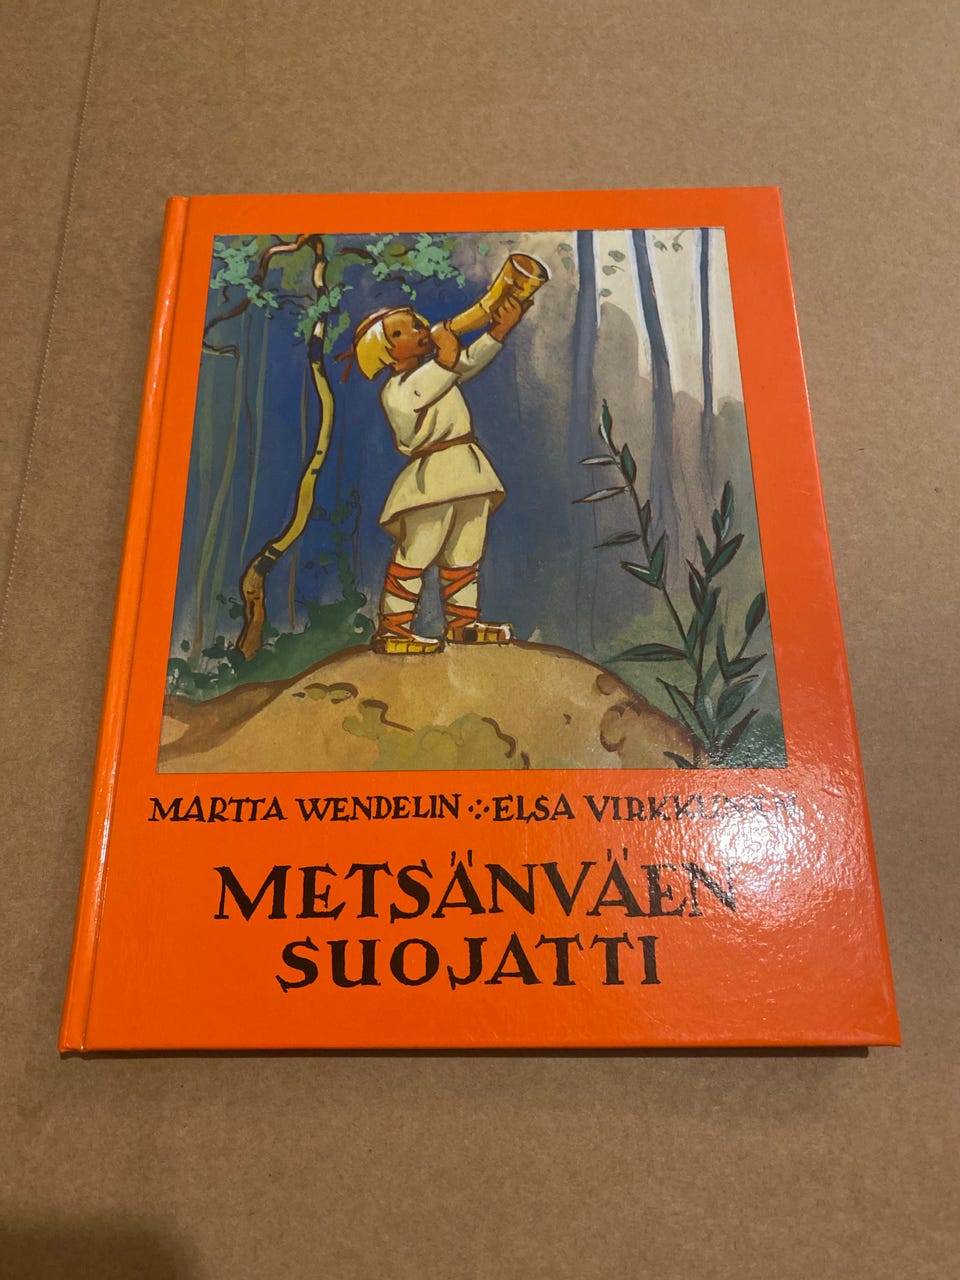 MARTTA WENDELIN ·:· ELSA VIRKKUNEN
METSÄNVÄEN
SUOJATTI